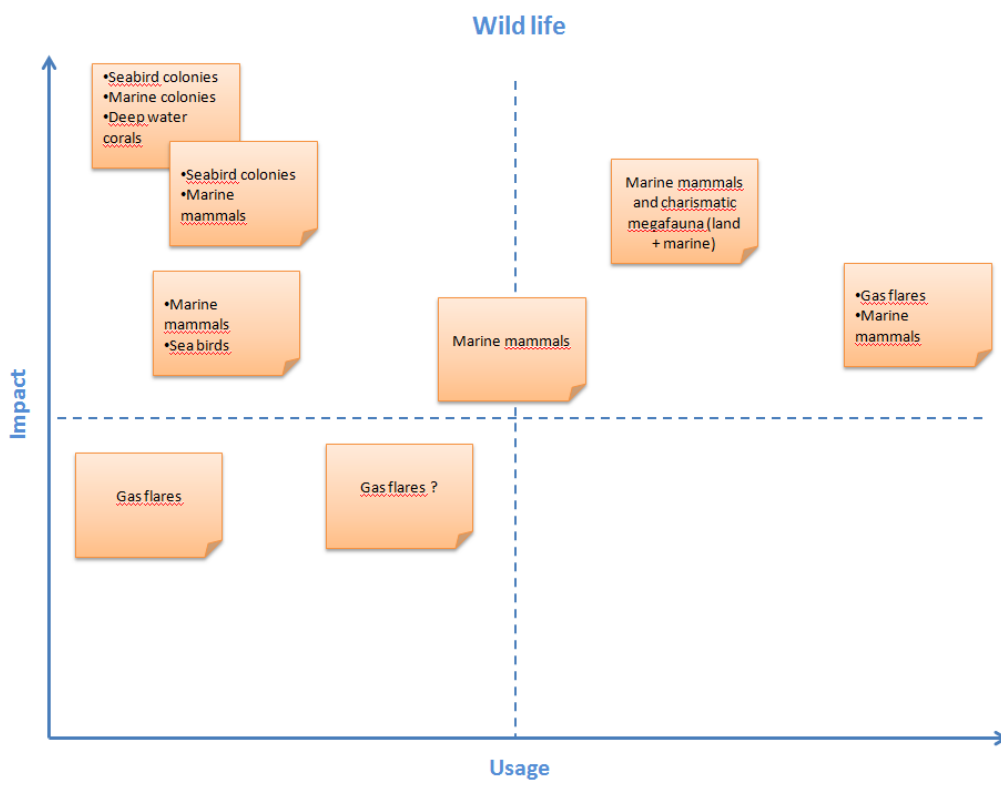 Wild life
•Seabird colonies
•Marine colonies
•Deep water
corals
•Seabird colonies
•Marine
mammals
Marine mammals
and charismatic
megafauna (land
+ marine)
•Marine
mammals
•Sea birds
Marine mammals
•Gas flares
•Marine
mammals
Impact
Gas flares
Gas flares ?
Usage